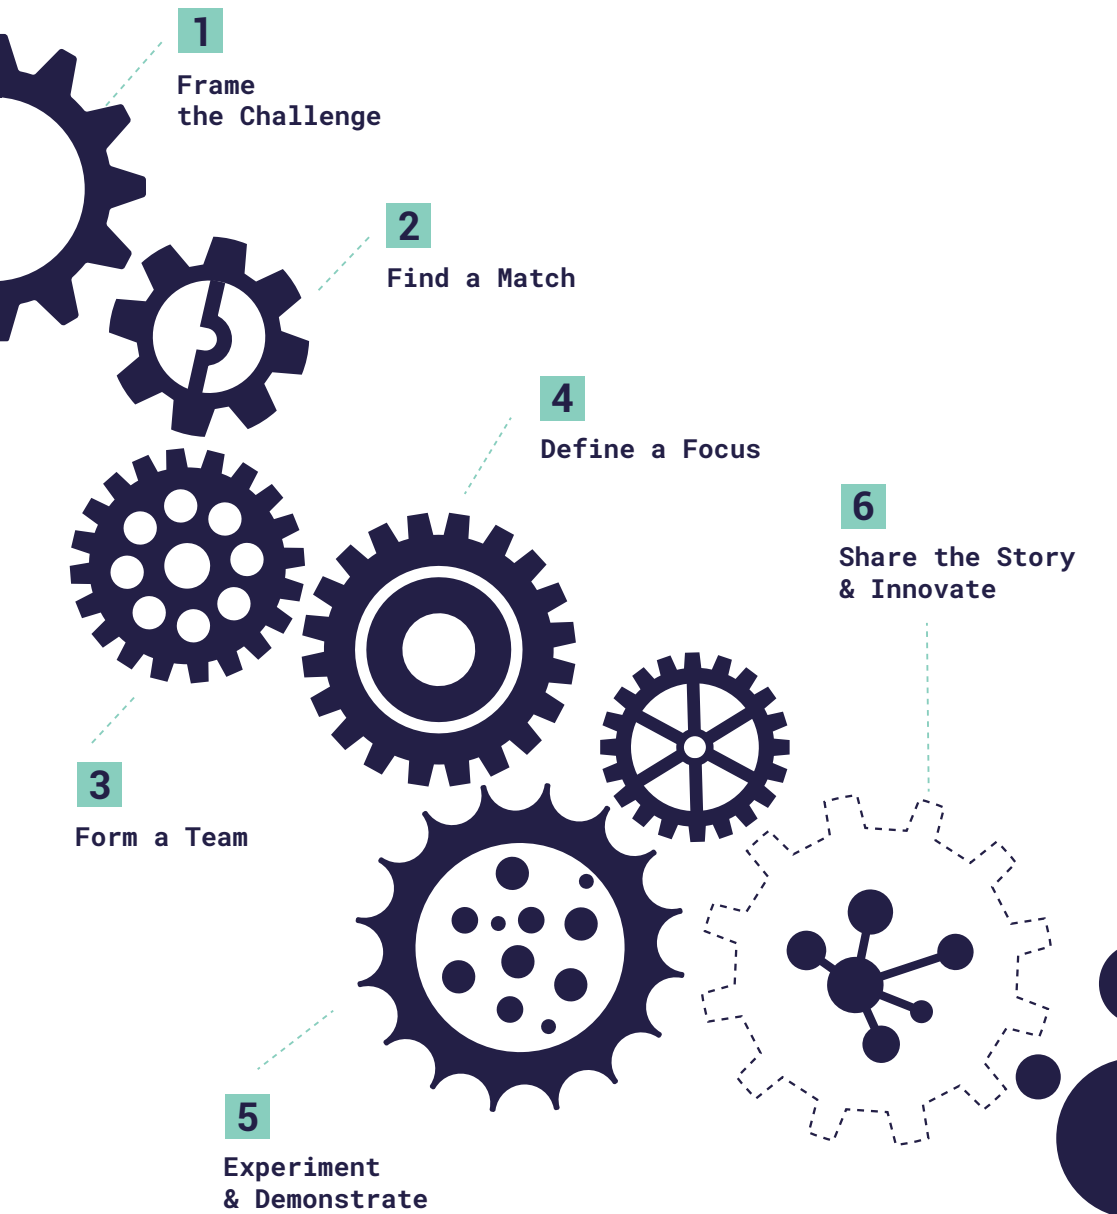 1
Frame
the Challenge
2
Find a Match
3
Form a Team
4
Define a Focus
5
Experiment
& Demonstrate
6
Share the Story
& Innovate